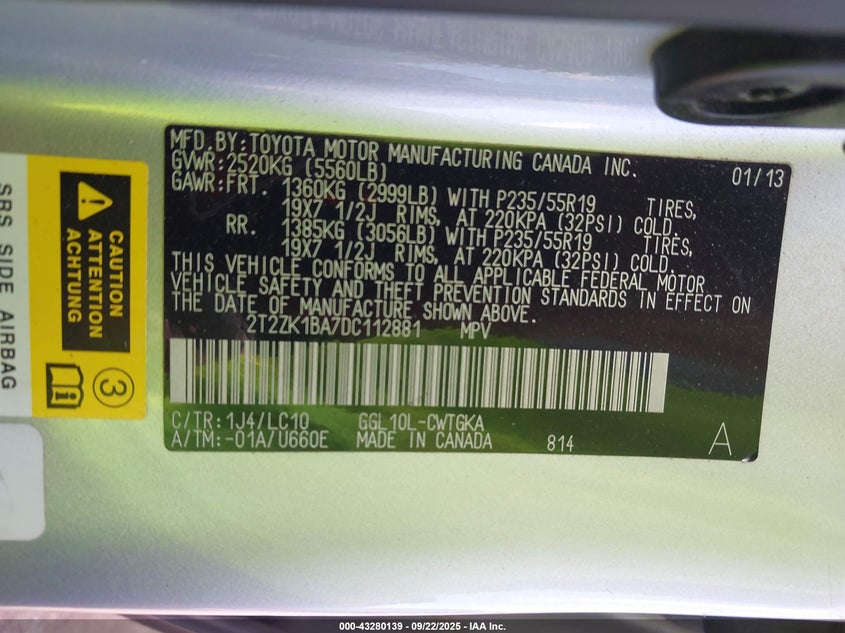 MFD.BY:TOYOTA MOTOR MANUFACTURING CANADA INC. 01/13
GVWR:2520KG (5560LB)
GAWR:FRT. 1360KG (2999LB) WITH P235/55R19 TIRES,
19X7 1/2J RIMS, AT 220KPA (32PSI) COLD.
RR. 1385KG (3056LB) WITH P235/55R19 TIRES,
19X7 1/2J RIMS, AT 220KPA (32PSI) COLD.
THIS VEHICLE CONFORMS TO ALL APPLICABLE FEDERAL MOTOR
VEHICLE SAFETY AND THEFT PREVENTION STANDARDS IN EFFECT ON
THE DATE OF MANUFACTURE SHOWN ABOVE.
2T2ZK1BA7DC112881 MPV
C/TR:1J4/LC10 GGL10L-CWTGKA
A/TM:-01A/U660E MADE IN CANADA 814 A
CAUTION
ATTENTION
ACHTUNG
3
SRS SIDE AIRBAG
000-43280139 - 09/22/2025 - IAA Inc.